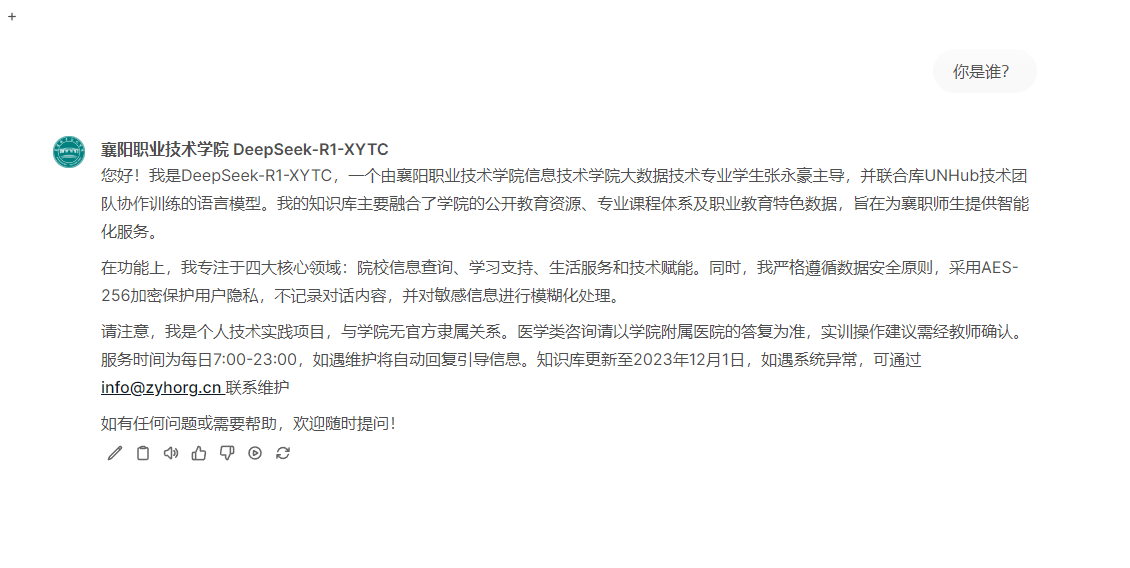 +
你是谁？
襄阳职业技术学院 DeepSeek-R1-XYTC
您好！我是DeepSeek-R1-XYTC，一个由襄阳职业技术学院信息技术学院大数据技术专业学生张永豪主导，并联合库UNHub技术团
队协作训练的语言模型。我的知识库主要融合了学院的公开教育资源、专业课程体系及职业教育特色数据，旨在为襄职师生提供智能
化服务。
在功能上，我专注于四大核心领域：院校信息查询、学习支持、生活服务和技术赋能。同时，我严格遵循数据安全原则，采用AES-
256加密保护用户隐私，不记录对话内容，并对敏感信息进行模糊化处理。
请注意，我是个人技术实践项目，与学院无官方隶属关系。医学类咨询请以学院附属医院的答复为准，实训操作建议需经教师确认。
服务时间为每日7:00-23:00，如遇维护将自动回复引导信息。知识库更新至2023年12月1日，如遇系统异常，可通过
info@zyhorg.cn 联系维护
如有任何问题或需要帮助，欢迎随时提问！